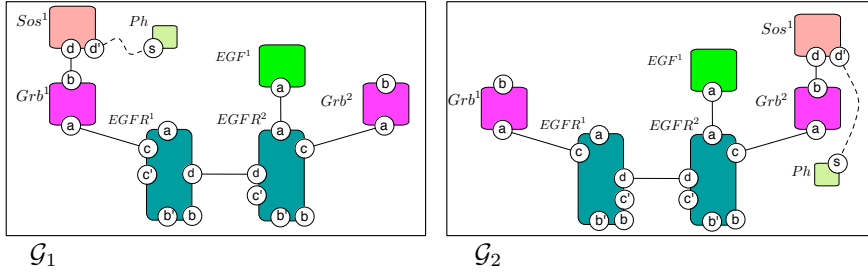 Sos¹
Ph
d d' s
b
Grb¹
a
EGF¹
a
Grb²
b
a
EGFR¹
a
c
c'
d
b' b
EGFR²
a
c
d
c'
b' b
G₁
Grb¹
b
a
EGFR¹
a
c
d
c'
b' b
EGF¹
a
EGFR²
a
c
d
c'
b' b
Sos¹
d d'
b
Grb²
a
Ph
s
G₂